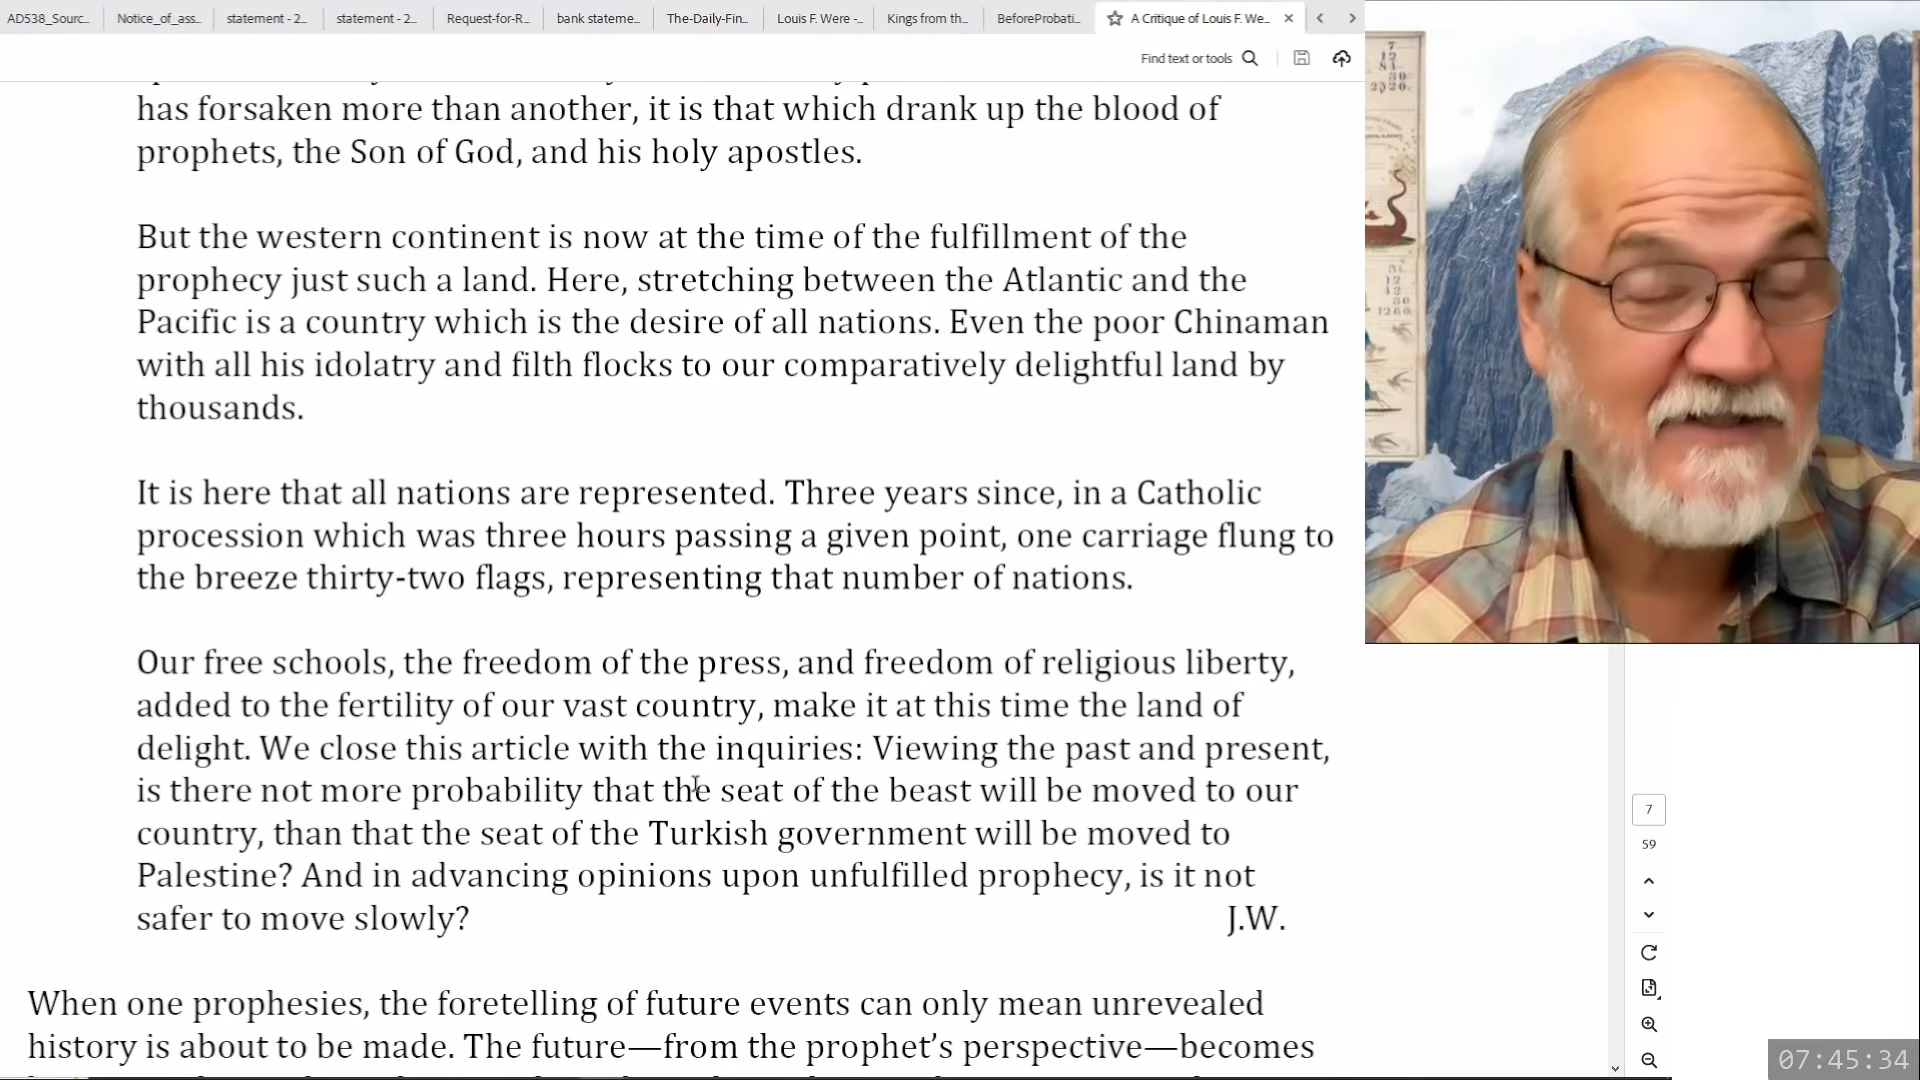 AD538_Sourc...
Notice_of_ass...
statement - 2...
statement - 2...
Request-for-R...
bank stateme...
The-Daily-Fin...
Louis F. Were -...
Kings from th...
BeforeProbati...
A Critique of Louis F. We...
Find text or tools
has forsaken more than another, it is that which drank up the blood of
prophets, the Son of God, and his holy apostles.
But the western continent is now at the time of the fulfillment of the
prophecy just such a land. Here, stretching between the Atlantic and the
Pacific is a country which is the desire of all nations. Even the poor Chinaman
with all his idolatry and filth flocks to our comparatively delightful land by
thousands.
It is here that all nations are represented. Three years since, in a Catholic
procession which was three hours passing a given point, one carriage flung to
the breeze thirty-two flags, representing that number of nations.
Our free schools, the freedom of the press, and freedom of religious liberty,
added to the fertility of our vast country, make it at this time the land of
delight. We close this article with the inquiries: Viewing the past and present,
is there not more probability that the seat of the beast will be moved to our
country, than that the seat of the Turkish government will be moved to
Palestine? And in advancing opinions upon unfulfilled prophecy, is it not
safer to move slowly? J.W.
When one prophesies, the foretelling of future events can only mean unrevealed
history is about to be made. The future—from the prophet's perspective—becomes
7
59
07:45:34